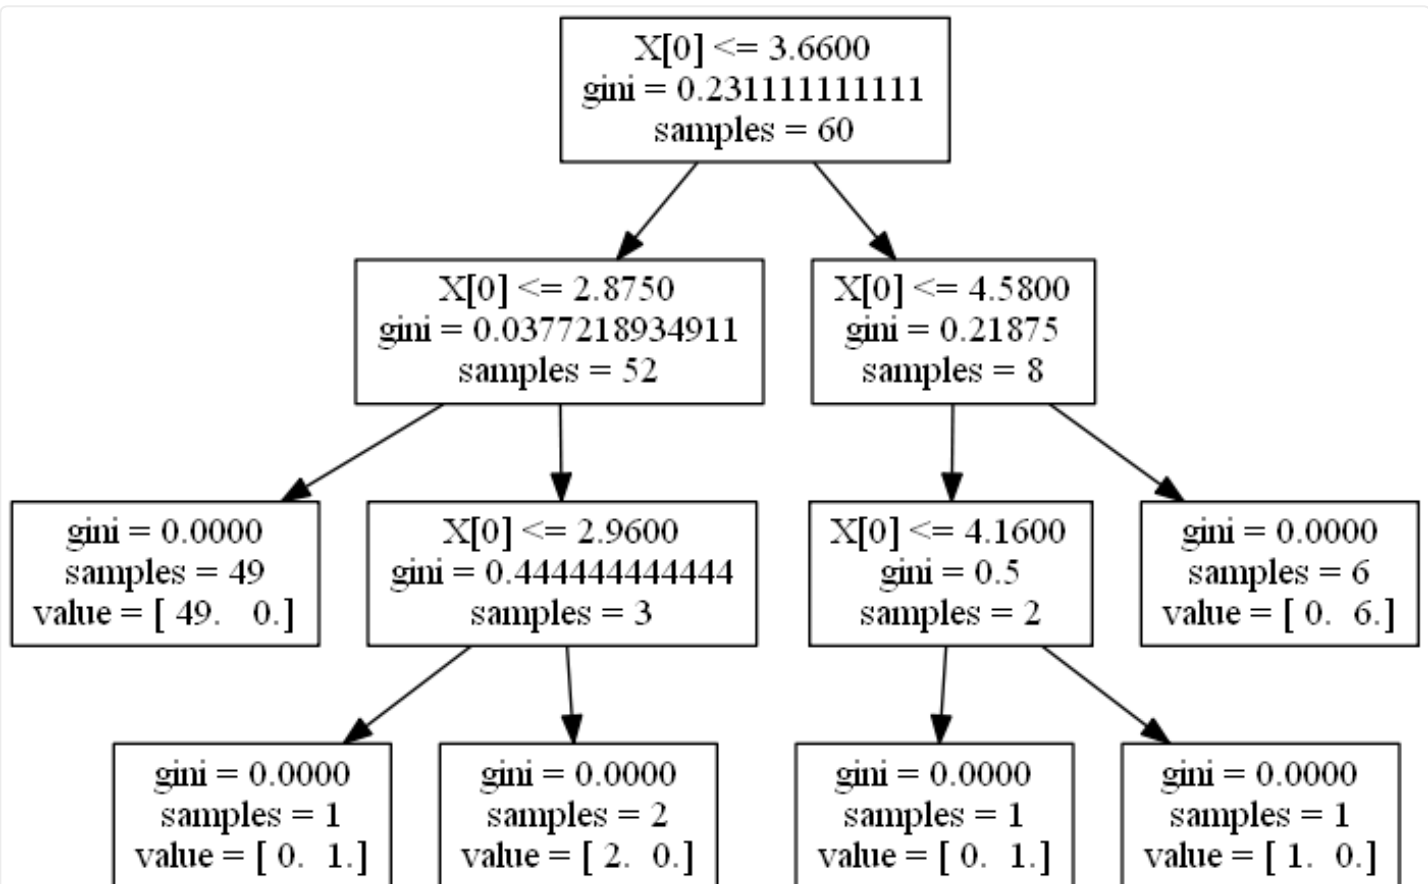 X[0] <= 3.6600
gini = 0.231111111111
samples = 60
X[0] <= 2.8750
gini = 0.0377218934911
samples = 52
X[0] <= 4.5800
gini = 0.21875
samples = 8
gini = 0.0000
samples = 49
value = [ 49.   0.]
X[0] <= 2.9600
gini = 0.444444444444
samples = 3
X[0] <= 4.1600
gini = 0.5
samples = 2
gini = 0.0000
samples = 6
value = [ 0.  6.]
gini = 0.0000
samples = 1
value = [ 0.  1.]
gini = 0.0000
samples = 2
value = [ 2.  0.]
gini = 0.0000
samples = 1
value = [ 0.  1.]
gini = 0.0000
samples = 1
value = [ 1.  0.]